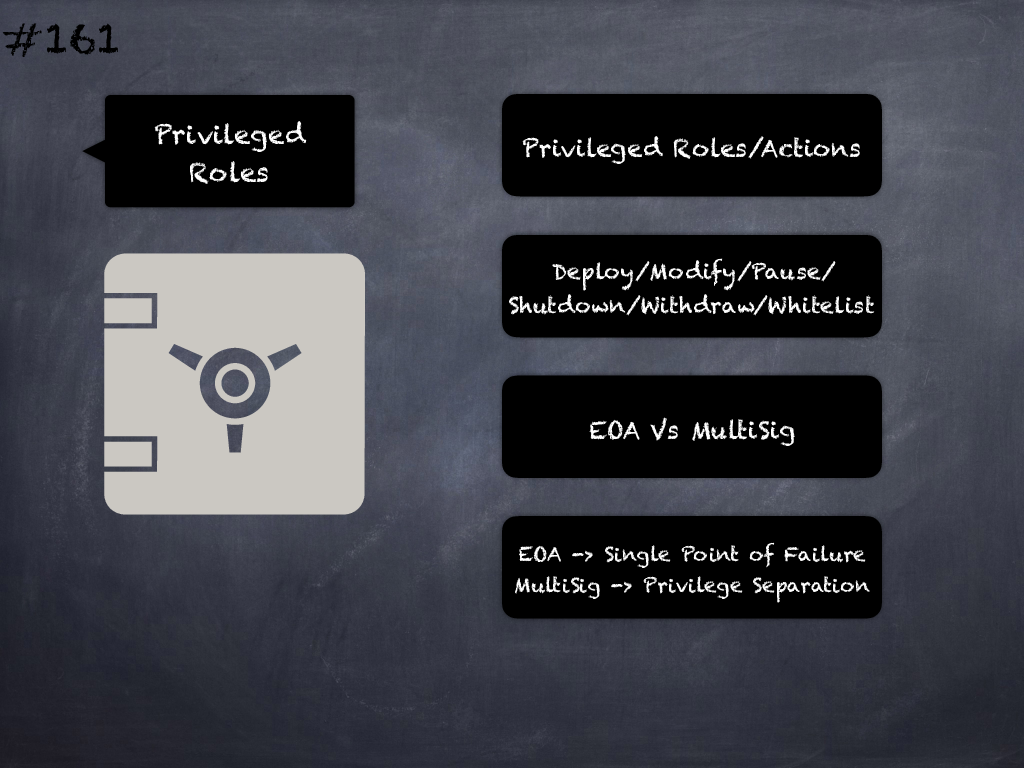 #161
Privileged
Roles
Privileged Roles/Actions
Deploy/Modify/Pause/
Shutdown/Withdraw/Whitelist
EOA Vs MultiSig
EOA -> Single Point of Failure
MultiSig -> Privilege Separation